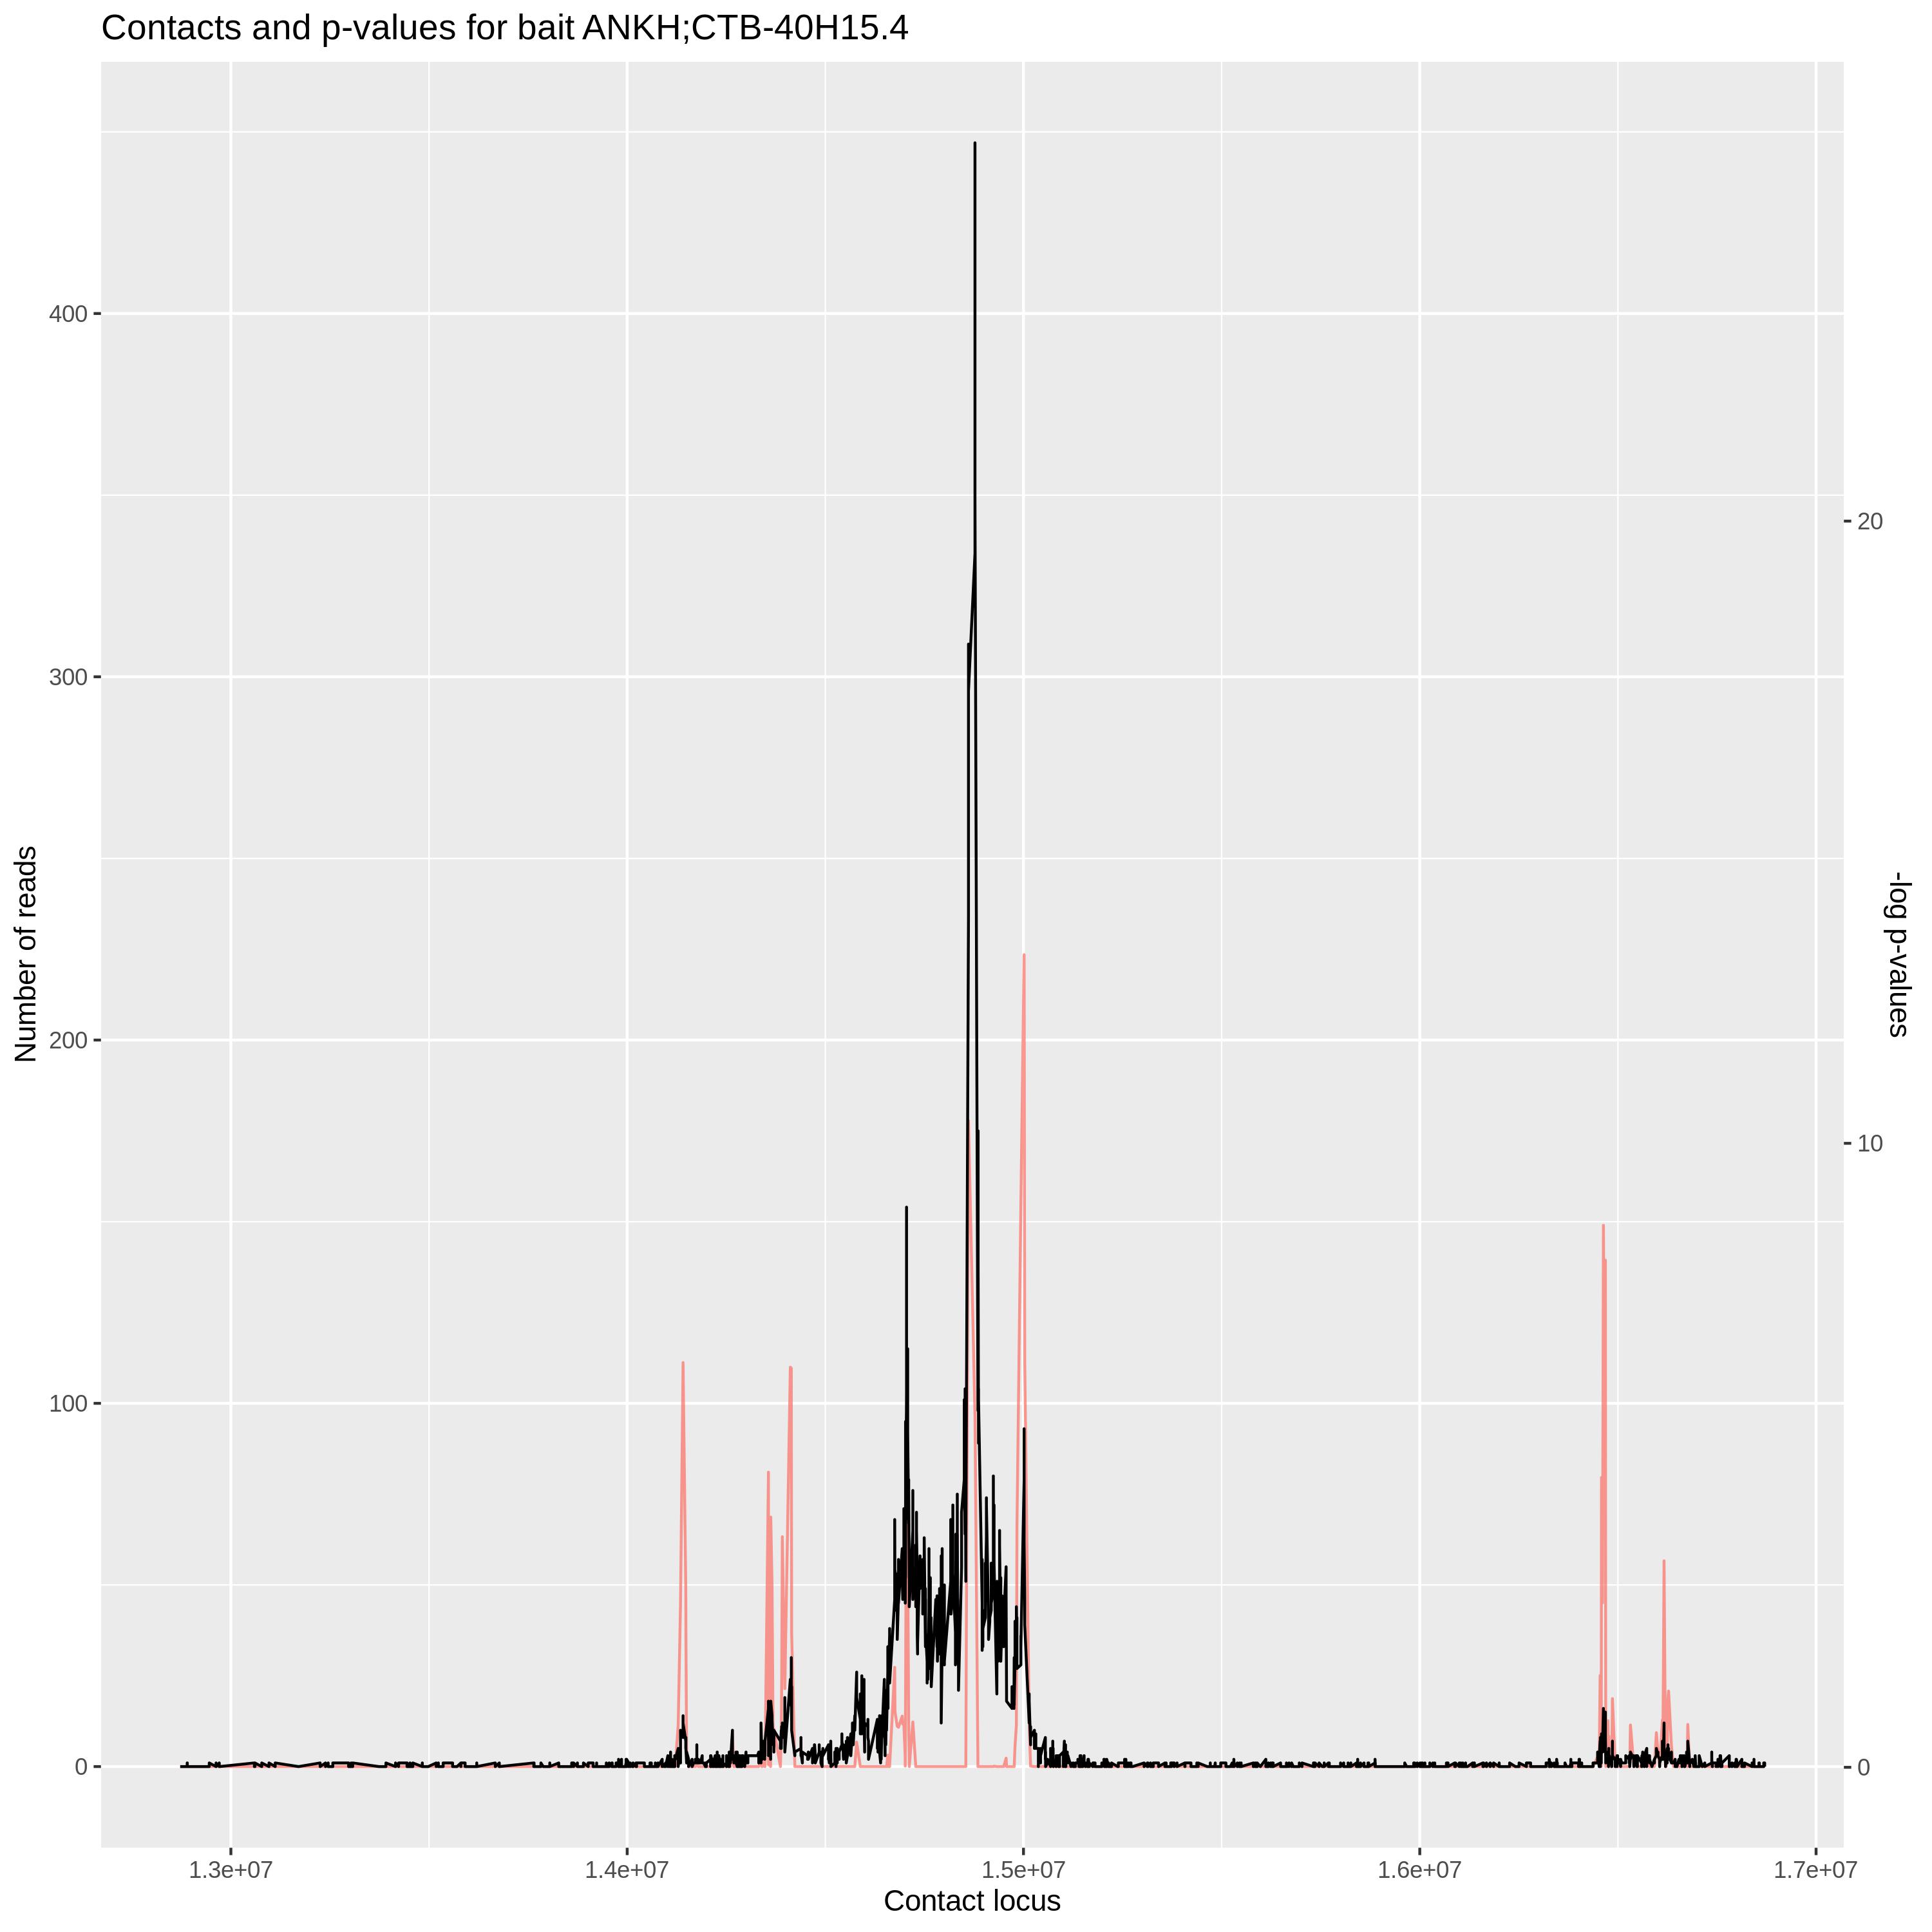 Contacts and p-values for bait ANKH;CTB-40H15.4
400
300
200
100
0
Number of reads
20
10
0
-log p-values
1.3e+07
1.4e+07
1.5e+07
1.6e+07
1.7e+07
Contact locus